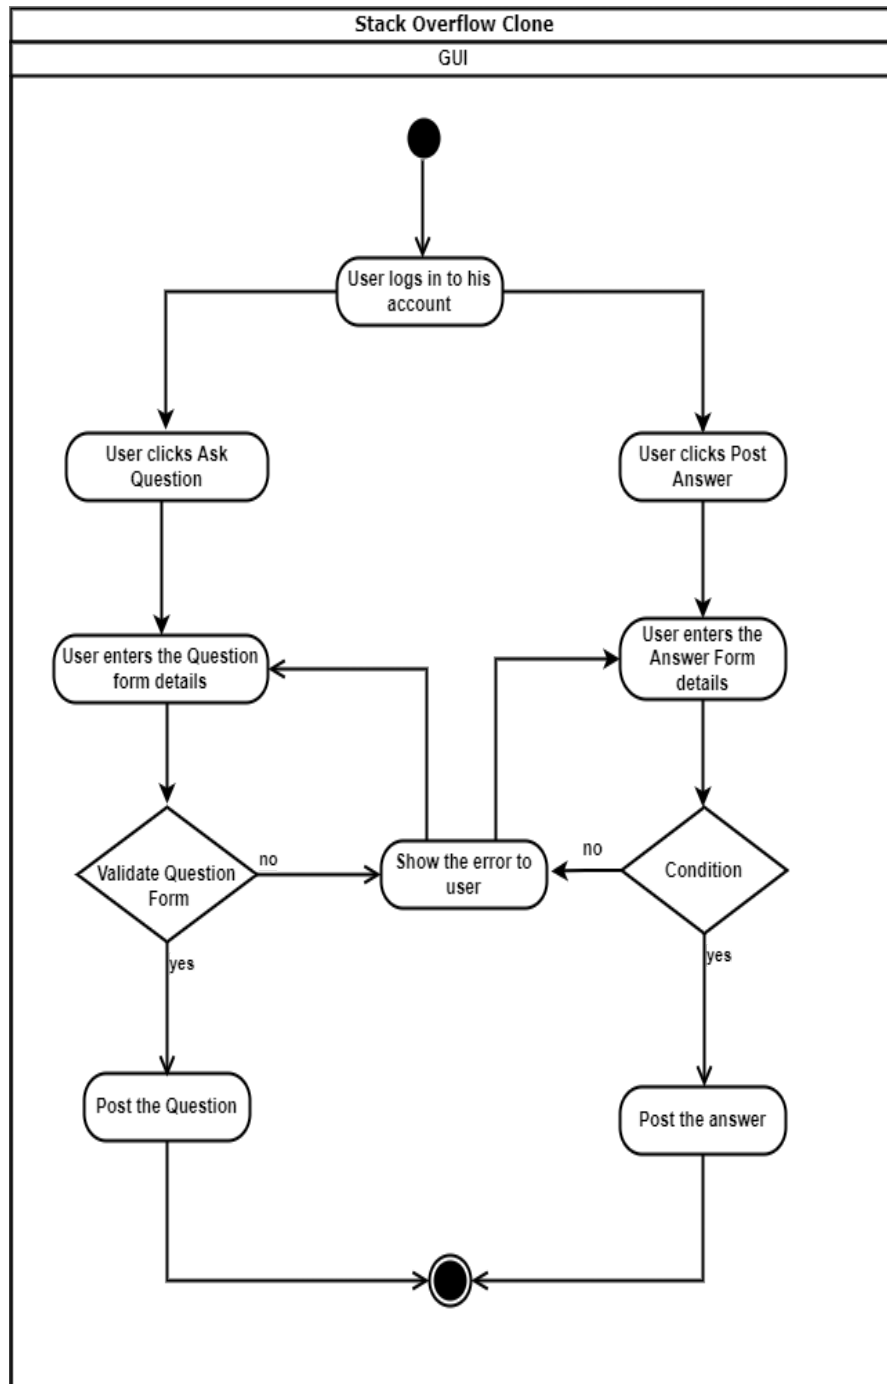 Stack Overflow Clone
GUI
User logs in to his
account
User clicks Ask
Question
User clicks Post
Answer
User enters the Question
form details
User enters the
Answer Form
details
Validate Question
Form
no
Show the error to
user
no
Condition
yes
yes
Post the Question
Post the answer